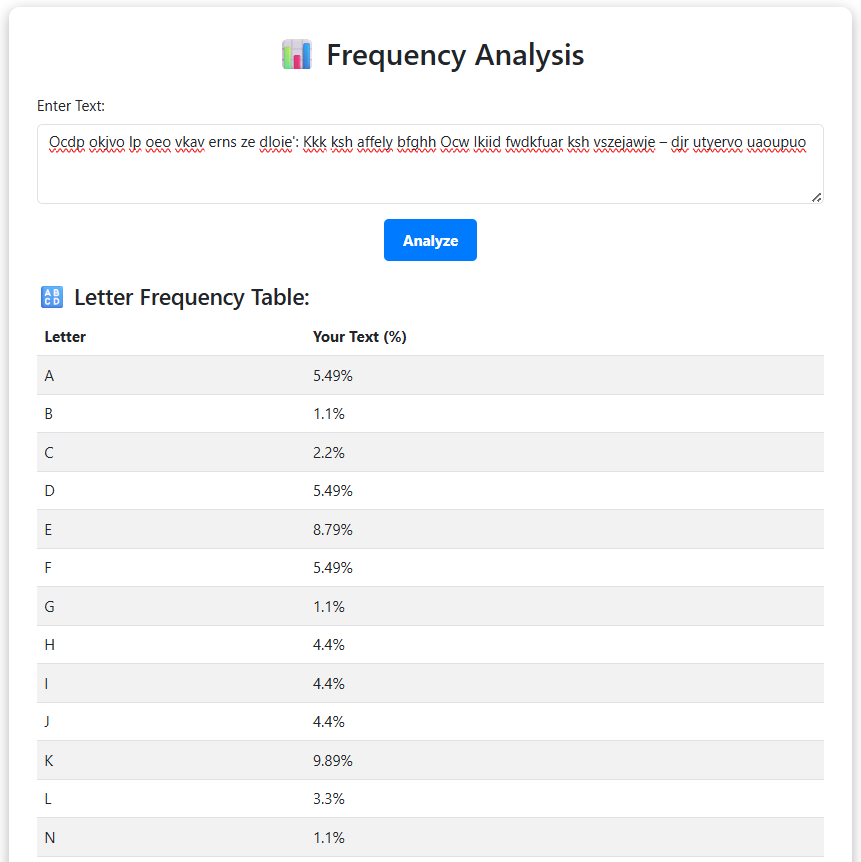 Frequency Analysis
Enter Text:
Ocdp okjvo lp oeo vkav erns ze dloie': Kkk ksh affely bfghh Ocw Ikiid fwdkfuar ksh vszejawje – djr utyervo uaoupuo
Analyze
Letter Frequency Table:
Letter Your Text (%)
A 5.49%
B 1.1%
C 2.2%
D 5.49%
E 8.79%
F 5.49%
G 1.1%
H 4.4%
I 4.4%
J 4.4%
K 9.89%
L 3.3%
N 1.1%